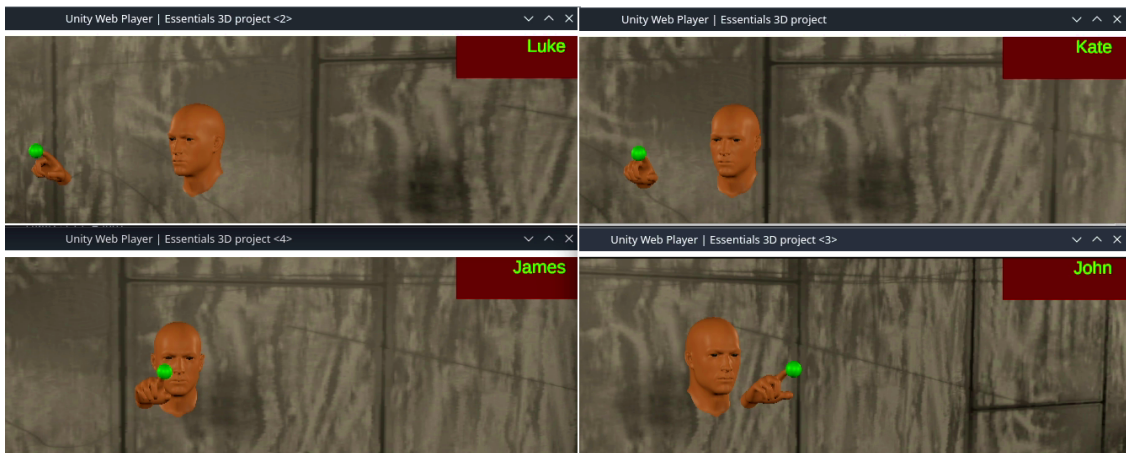 Unity Web Player | Essentials 3D project <2>
Luke
Unity Web Player | Essentials 3D project
Kate
Unity Web Player | Essentials 3D project <4>
James
Unity Web Player | Essentials 3D project <3>
John